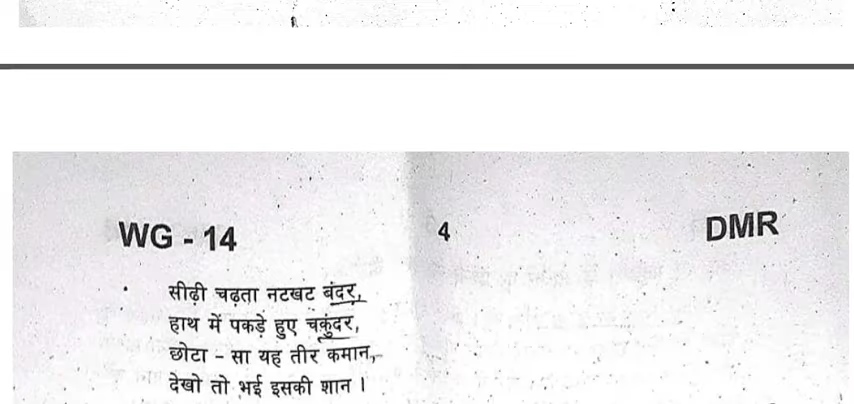 WG - 14 4 DMR
सीढ़ी चढ़ता नटखट बंदर,
हाथ में पकड़े हुए चकुंदर,
छोटा - सा यह तीर कमान,
देखो तो भई इसकी शान ।